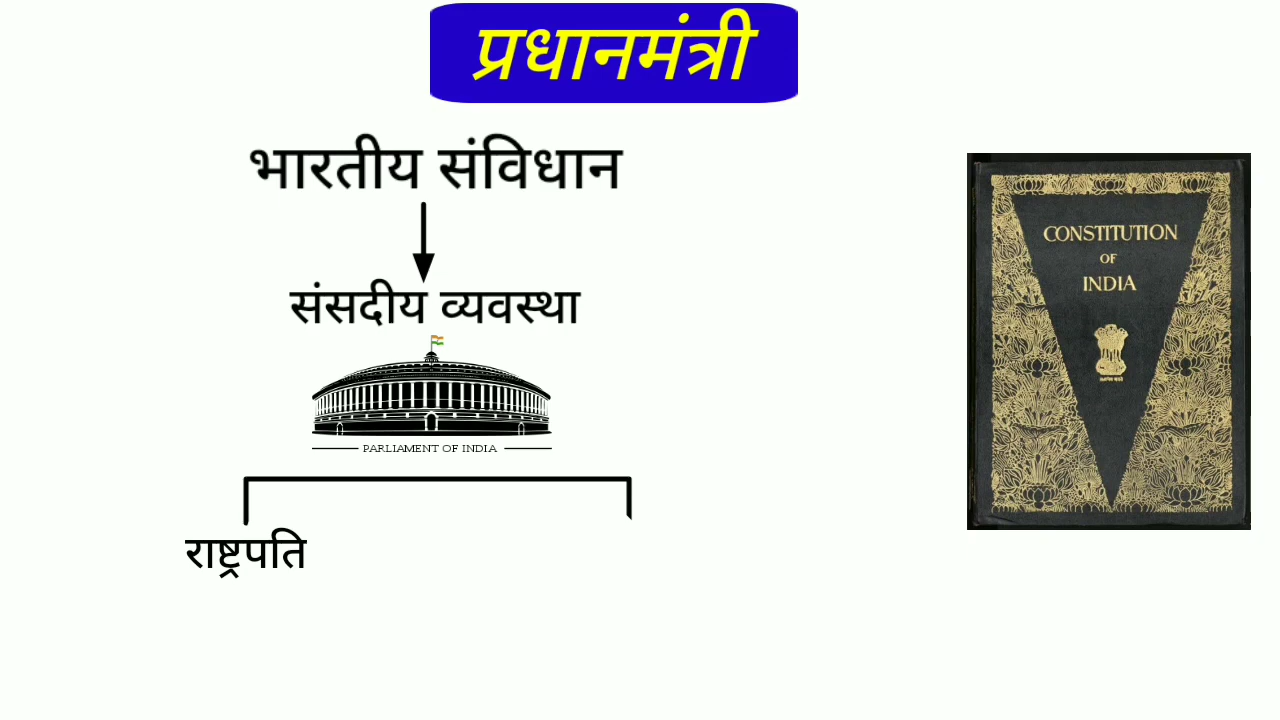 प्रधानमंत्री
भारतीय संविधान
संसदीय व्यवस्था
PARLIAMENT OF INDIA
राष्ट्रपति
CONSTITUTION
OF
INDIA